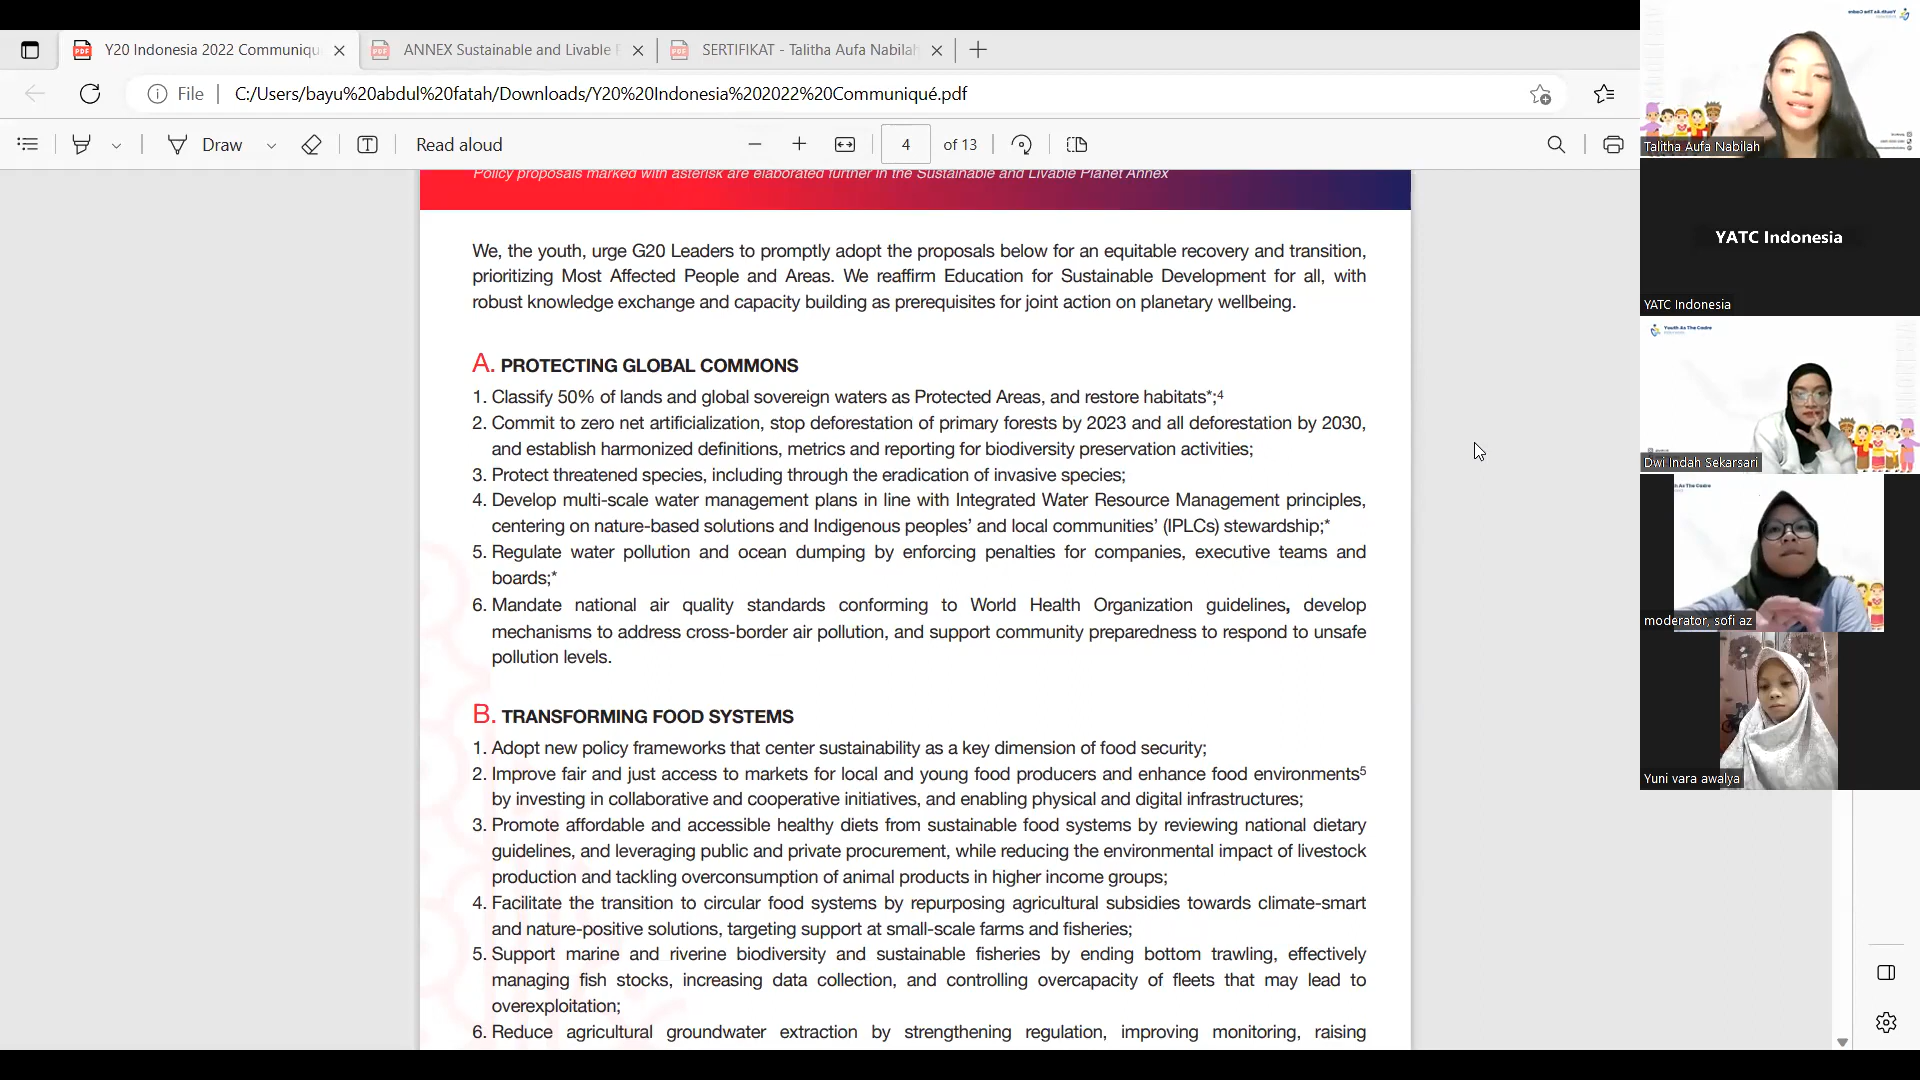 Y20 Indonesia 2022 Communiqu
ANNEX Sustainable and Livable P
SERTIFIKAT - Talitha Aufa Nabilah
File
C:/Users/bayu%20abdul%20fatah/Downloads/Y20%20Indonesia%202022%20Communiqué.pdf
Draw
Read aloud
4
of 13
Policy proposals marked with asterisk are elaborated further in the Sustainable and Livable Planet Annex
We, the youth, urge G20 Leaders to promptly adopt the proposals below for an equitable recovery and transition,
prioritizing Most Affected People and Areas. We reaffirm Education for Sustainable Development for all, with
robust knowledge exchange and capacity building as prerequisites for joint action on planetary wellbeing.
A. PROTECTING GLOBAL COMMONS
1. Classify 50% of lands and global sovereign waters as Protected Areas, and restore habitats*;4
2. Commit to zero net artificialization, stop deforestation of primary forests by 2023 and all deforestation by 2030,
and establish harmonized definitions, metrics and reporting for biodiversity preservation activities;
3. Protect threatened species, including through the eradication of invasive species;
4. Develop multi-scale water management plans in line with Integrated Water Resource Management principles,
centering on nature-based solutions and Indigenous peoples’ and local communities’ (IPLCs) stewardship;*
5. Regulate water pollution and ocean dumping by enforcing penalties for companies, executive teams and
boards;*
6. Mandate national air quality standards conforming to World Health Organization guidelines, develop
mechanisms to address cross-border air pollution, and support community preparedness to respond to unsafe
pollution levels.
B. TRANSFORMING FOOD SYSTEMS
1. Adopt new policy frameworks that center sustainability as a key dimension of food security;
2. Improve fair and just access to markets for local and young food producers and enhance food environments5
by investing in collaborative and cooperative initiatives, and enabling physical and digital infrastructures;
3. Promote affordable and accessible healthy diets from sustainable food systems by reviewing national dietary
guidelines, and leveraging public and private procurement, while reducing the environmental impact of livestock
production and tackling overconsumption of animal products in higher income groups;
4. Facilitate the transition to circular food systems by repurposing agricultural subsidies towards climate-smart
and nature-positive solutions, targeting support at small-scale farms and fisheries;
5. Support marine and riverine biodiversity and sustainable fisheries by ending bottom trawling, effectively
managing fish stocks, increasing data collection, and controlling overcapacity of fleets that may lead to
overexploitation;
6. Reduce agricultural groundwater extraction by strengthening regulation, improving monitoring, raising
Talitha Aufa Nabilah
YATC Indonesia
YATC Indonesia
Youth As The Cadre
Dwi Indah Sekarsari
As The Cadre
moderator, sofi az
Yuni vara awalya